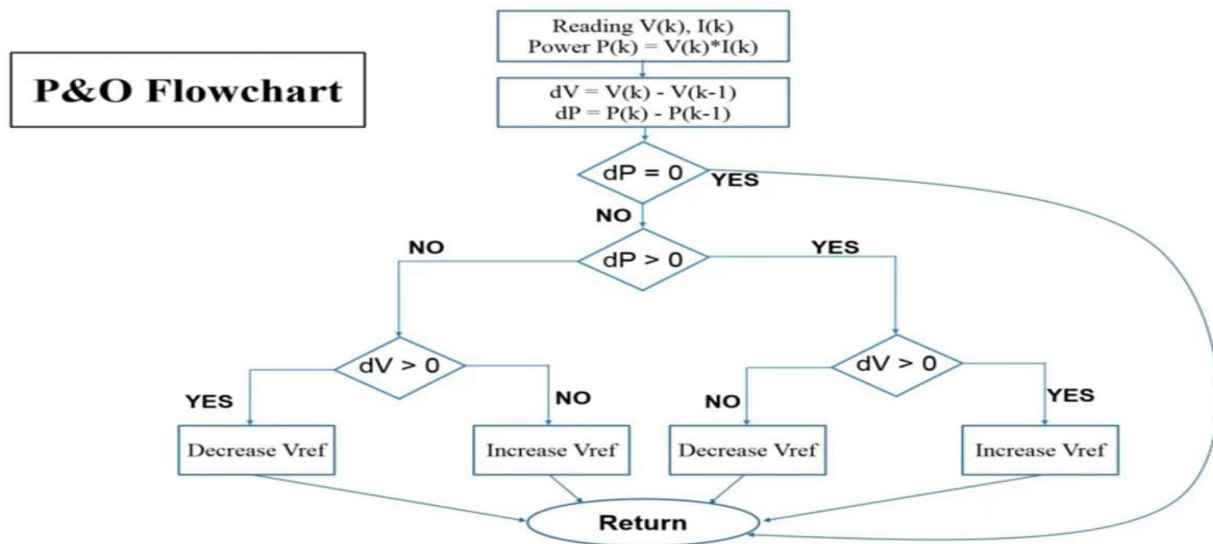 P&O Flowchart
Reading V(k), I(k)
Power P(k) = V(k)*I(k)
dV = V(k) - V(k-1)
dP = P(k) - P(k-1)
dP = 0
YES
NO
dP > 0
NO
YES
dV > 0
YES
NO
dV > 0
NO
YES
Decrease Vref
Increase Vref
Decrease Vref
Increase Vref
Return